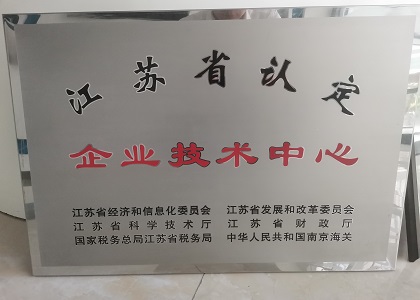 江苏省认定
企业技术中心
江苏省经济和信息化委员会 江苏省发展和改革委员会
江苏省科学技术厅 江苏省财政厅
国家税务总局江苏省税务局 中华人民共和国南京海关